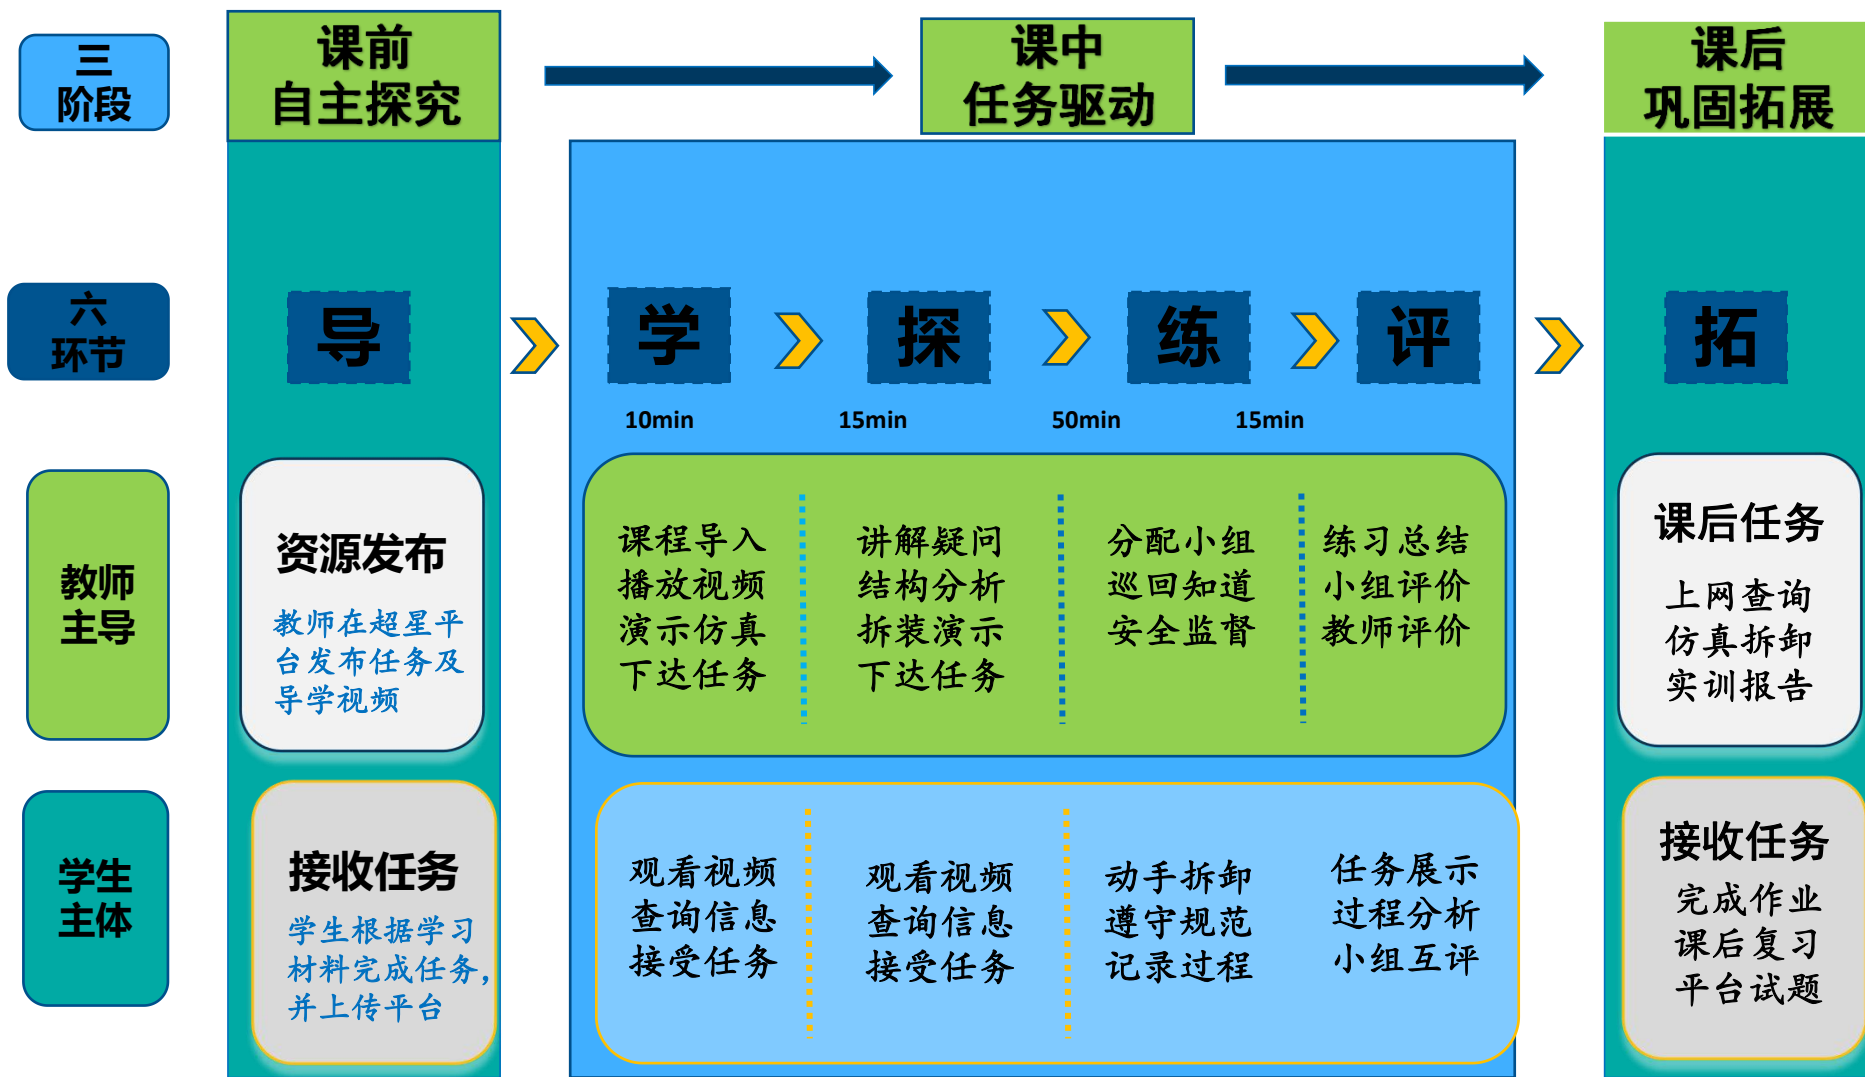 三
阶段
课前
自主探究
课中
任务驱动
课后
巩固拓展
六
环节
导
学
探
练
评
拓
10min
15min
50min
15min
教师
主导
资源发布
教师在超星平
台发布任务及
导学视频
课程导入
播放视频
演示仿真
下达任务
讲解疑问
结构分析
拆装演示
下达任务
分配小组
巡回知道
安全监督
练习总结
小组评价
教师评价
课后任务
上网查询
仿真拆卸
实训报告
学生
主体
接收任务
学生根据学习
材料完成任务，
并上传平台
观看视频
查询信息
接受任务
观看视频
查询信息
接受任务
动手拆卸
遵守规范
记录过程
任务展示
过程分析
小组互评
接收任务
完成作业
课后复习
平台试题